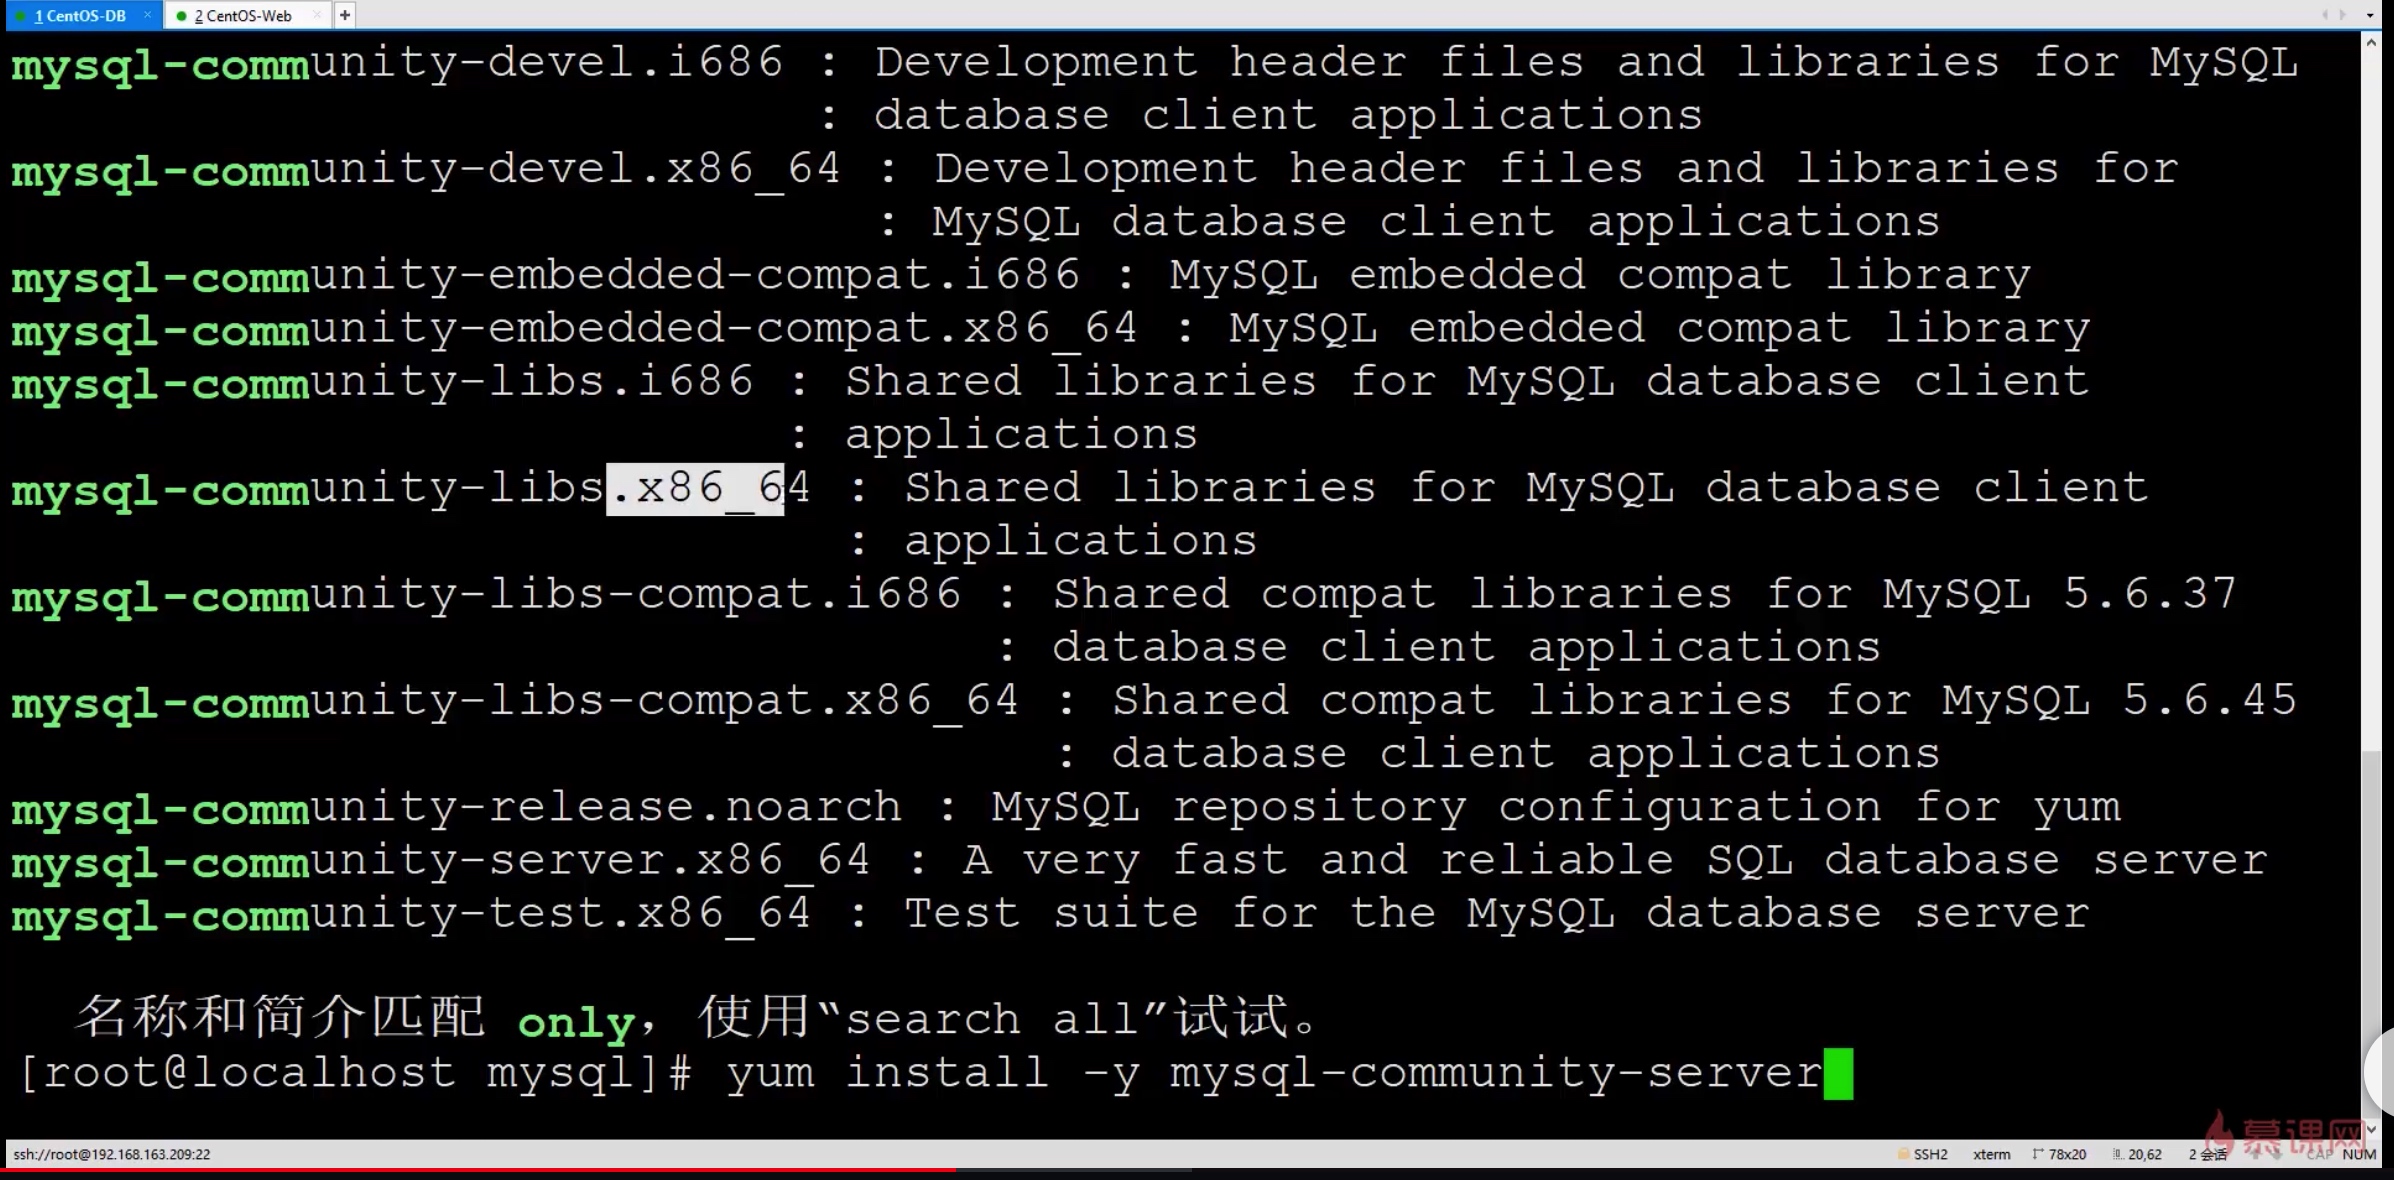 1 CentOS-DB × 2 CentOS-Web × +
mysql-community-devel.i686 : Development header files and libraries for MySQL
: database client applications
mysql-community-devel.x86_64 : Development header files and libraries for
: MySQL database client applications
mysql-community-embedded-compat.i686 : MySQL embedded compat library
mysql-community-embedded-compat.x86_64 : MySQL embedded compat library
mysql-community-libs.i686 : Shared libraries for MySQL database client
: applications
mysql-community-libs.x86_64 : Shared libraries for MySQL database client
: applications
mysql-community-libs-compat.i686 : Shared compat libraries for MySQL 5.6.37
: database client applications
mysql-community-libs-compat.x86_64 : Shared compat libraries for MySQL 5.6.45
: database client applications
mysql-community-release.noarch : MySQL repository configuration for yum
mysql-community-server.x86_64 : A very fast and reliable SQL database server
mysql-community-test.x86_64 : Test suite for the MySQL database server
名称和简介匹配 only，使用“search all”试试。
[root@localhost mysql]# yum install -y mysql-community-server
慕课网
ssh://root@192.168.163.209:22 SSH2 xterm 78x20 20,62 2 会话 CAP NUM